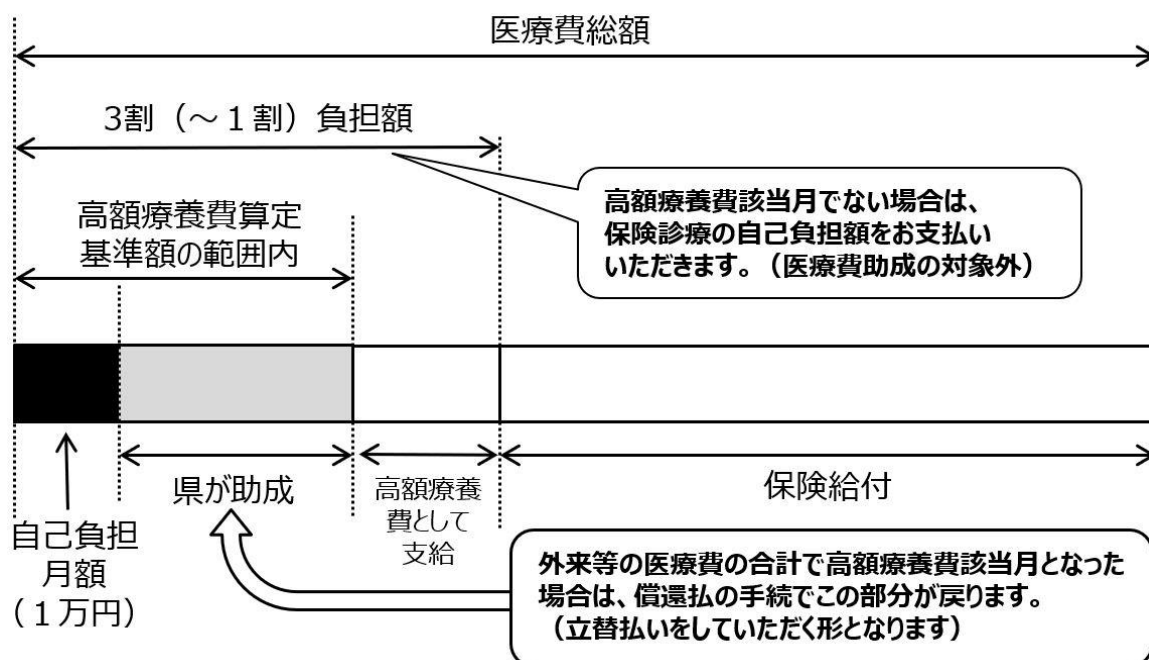 医療費総額
3割（～１割）負担額
高額療養費該当月でない場合は、
保険診療の自己負担額をお支払い
いただきます。（医療費助成の対象外）
高額療養費算定
基準額の範囲内
県が助成
高額療養
費として
支給
保険給付
自己負担
月額
（１万円）
外来等の医療費の合計で高額療養費該当月となった
場合は、償還払の手続でこの部分が戻ります。
（立替払いをしていただく形となります）